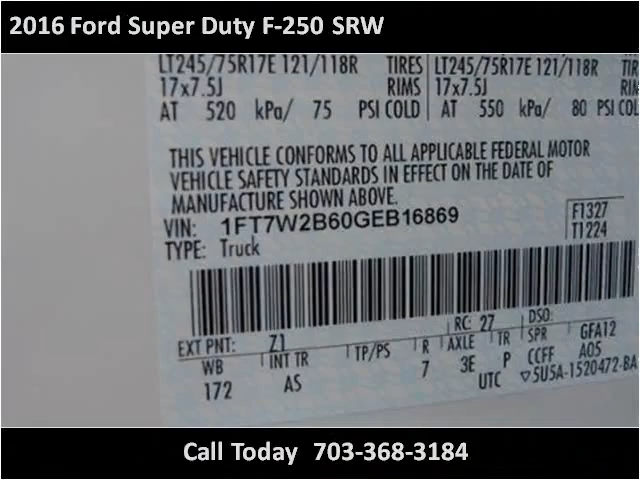 2016 Ford Super Duty F-250 SRW
LT245/75R17E 121/118R TIRES LT245/75R17E 121/118R
17x7.5J RIMS 17x7.5J RIM
AT 520 kPa/ 75 PSI COLD AT 550 kPa/ 80 PSI COL
THIS VEHICLE CONFORMS TO ALL APPLICABLE FEDERAL MOTOR
VEHICLE SAFETY STANDARDS IN EFFECT ON THE DATE OF
MANUFACTURE SHOWN ABOVE.
VIN: 1FT7W2B60GEB16869 F1327
TYPE: Truck T1224
EXT PNT: Z1 RC: 27 DSO:
WB INT TR TP/PS R AXLE TR SPR GFA12
172 AS 7 3E P CCFF A05
UTC ▽5U5A-1520472-BA
Call Today 703-368-3184